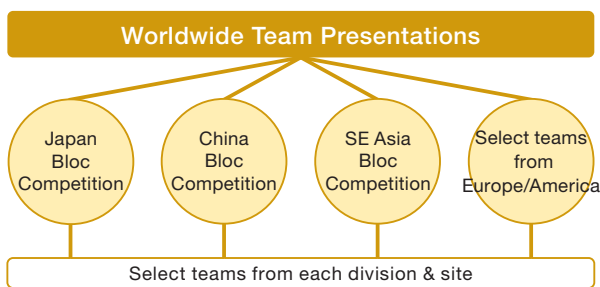 Worldwide Team Presentations
Japan
Bloc
Competition
China
Bloc
Competition
SE Asia
Bloc
Competition
Select teams
from
Europe/America
Select teams from each division & site